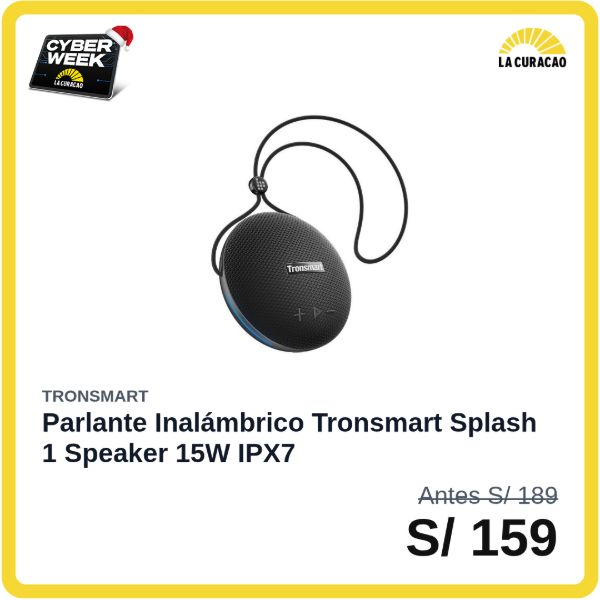 CYBER
WEEK
LA CURACAO
LA CURACAO
Tronsmart
TRONSMART
Parlante Inalámbrico Tronsmart Splash
1 Speaker 15W IPX7
Antes S/ 189
S/ 159